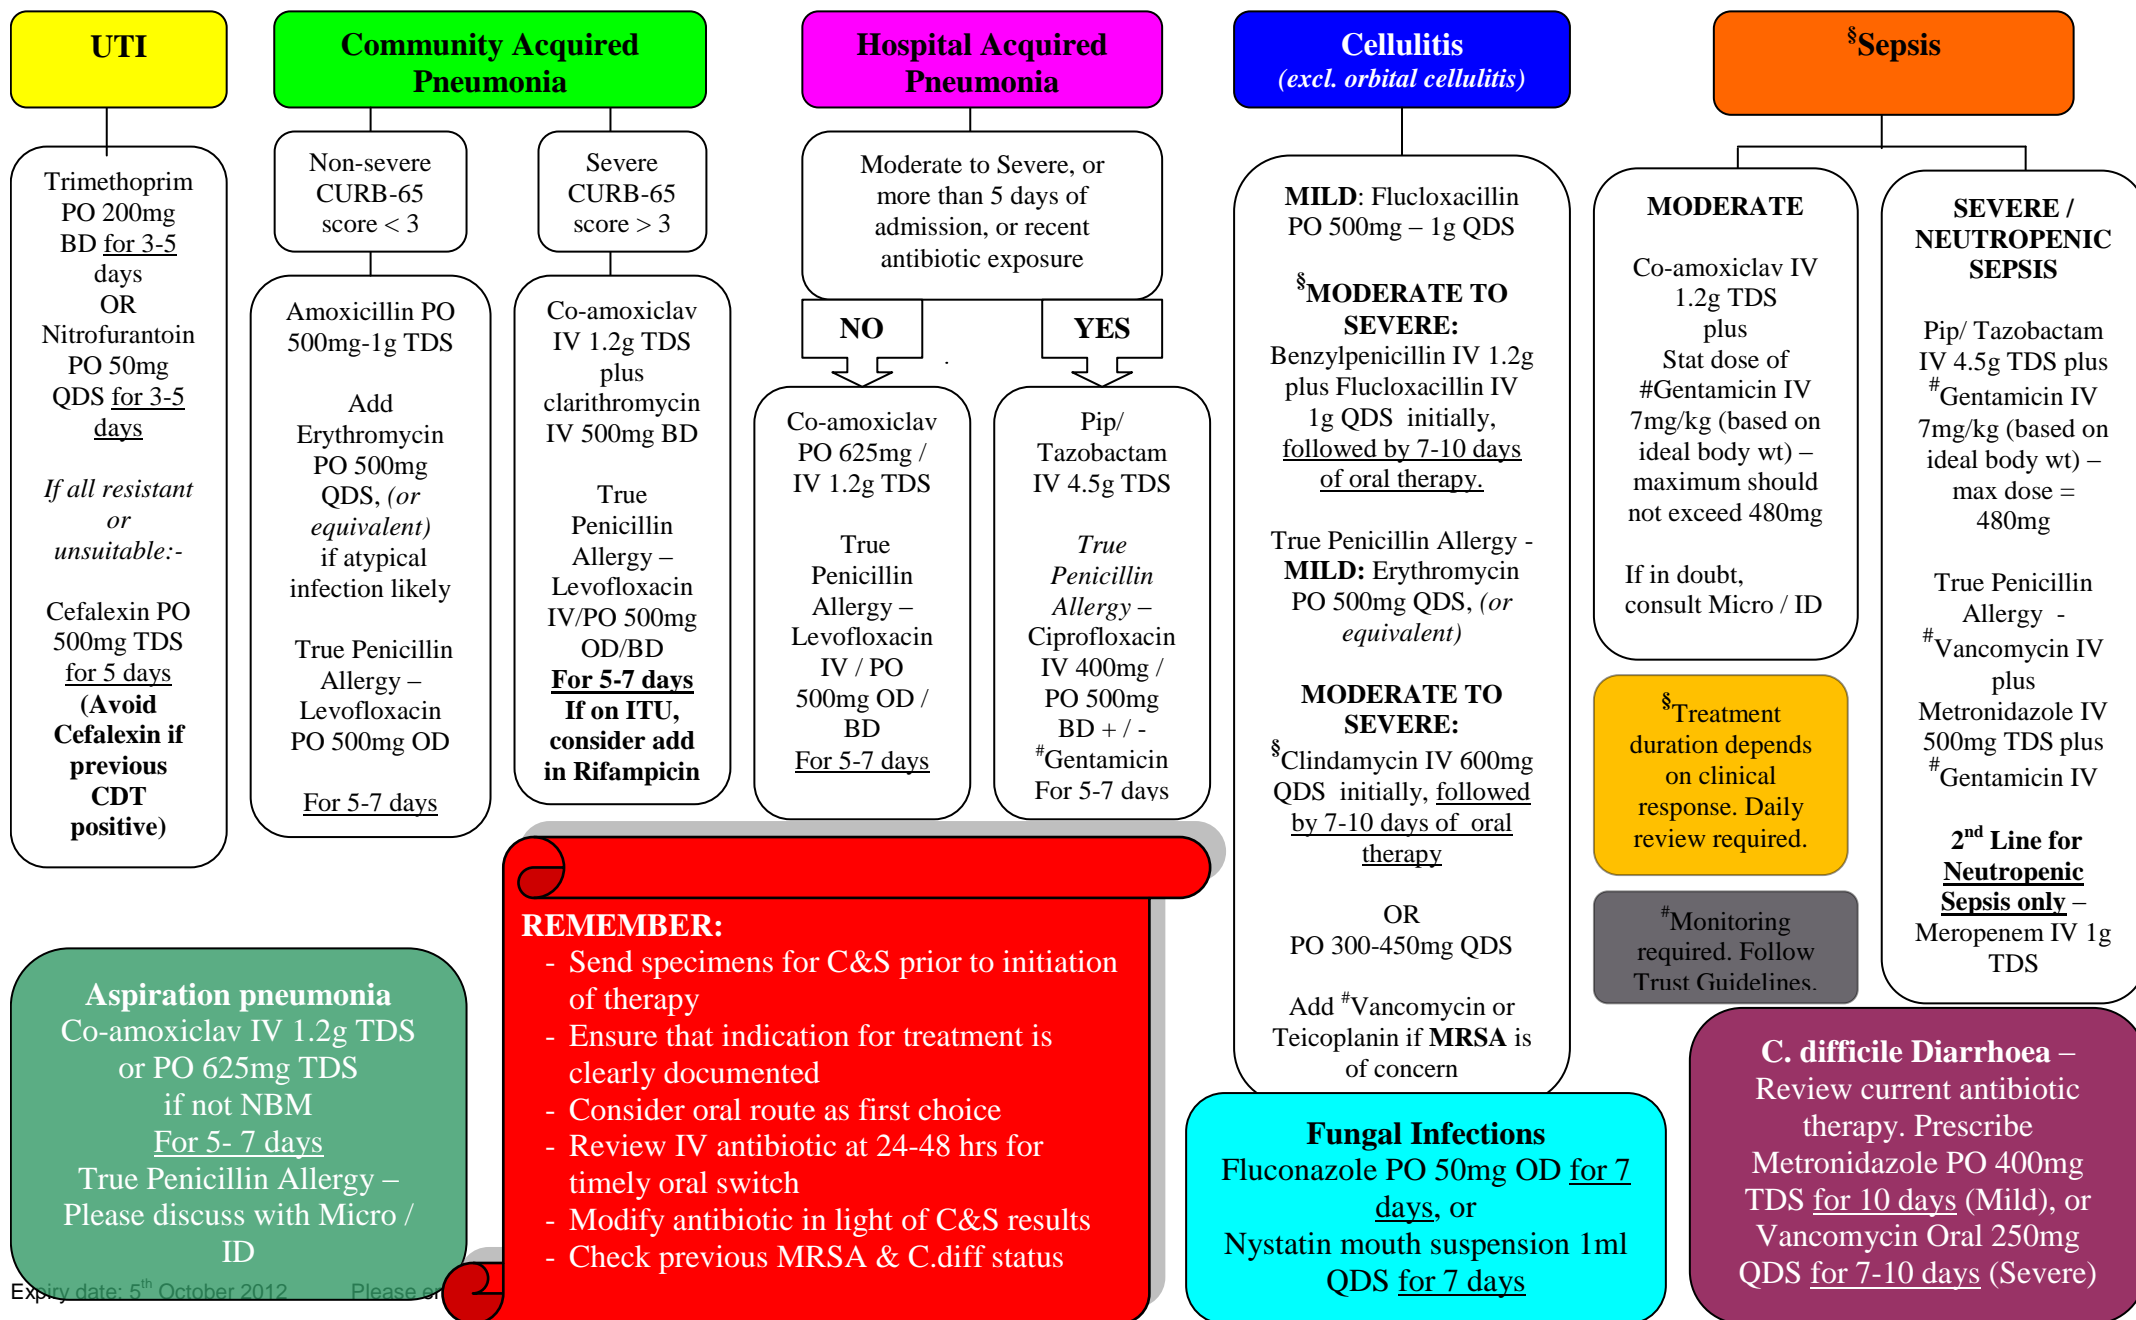 UTI
Trimethoprim
PO 200mg
BD for 3-5
days
OR
Nitrofurantoin
PO 50mg
QDS for 3-5
days
If all resistant
or
unsuitable:-
Cefalexin PO
500mg TDS
for 5 days
(Avoid
Cefalexin if
previous
CDT
positive)
Community Acquired
Pneumonia
Non-severe
CURB-65
score < 3
Amoxicillin PO
500mg-1g TDS
Add
Erythromycin
PO 500mg
QDS, (or
equivalent)
if atypical
infection likely
True Penicillin
Allergy –
Levofloxacin
PO 500mg OD
For 5-7 days
Severe
CURB-65
score > 3
Co-amoxiclav
IV 1.2g TDS
plus
clarithromycin
IV 500mg BD
True
Penicillin
Allergy –
Levofloxacin
IV/PO 500mg
OD/BD
For 5-7 days
If on ITU,
consider add
in Rifampicin
Hospital Acquired
Pneumonia
Moderate to Severe, or
more than 5 days of
admission, or recent
antibiotic exposure
NO
Co-amoxiclav
PO 625mg /
IV 1.2g TDS
True
Penicillin
Allergy –
Levofloxacin
IV / PO
500mg OD /
BD
For 5-7 days
YES
.
Pip/
Tazobactam
IV 4.5g TDS
True
Penicillin
Allergy –
Ciprofloxacin
IV 400mg /
PO 500mg
BD + / -
#Gentamicin
For 5-7 days
Cellulitis
(excl. orbital cellulitis)
MILD: Flucloxacillin
PO 500mg – 1g QDS
§MODERATE TO
SEVERE:
Benzylpenicillin IV 1.2g
plus Flucloxacillin IV
1g QDS initially,
followed by 7-10 days
of oral therapy.
True Penicillin Allergy -
MILD: Erythromycin
PO 500mg QDS, (or
equivalent)
MODERATE TO
SEVERE:
§Clindamycin IV 600mg
QDS initially, followed
by 7-10 days of oral
therapy
OR
PO 300-450mg QDS
Add #Vancomycin or
Teicoplanin if MRSA is
of concern
§Sepsis
MODERATE
Co-amoxiclav IV
1.2g TDS
plus
Stat dose of
#Gentamicin IV
7mg/kg (based on
ideal body wt) –
maximum should
not exceed 480mg
If in doubt,
consult Micro / ID
SEVERE /
NEUTROPENIC
SEPSIS
Pip/ Tazobactam
IV 4.5g TDS plus
#Gentamicin IV
7mg/kg (based on
ideal body wt) –
max dose =
480mg
True Penicillin
Allergy -
#Vancomycin IV
plus
Metronidazole IV
500mg TDS plus
#Gentamicin IV
2nd Line for
Neutropenic
Sepsis only –
Meropenem IV 1g
TDS
§Treatment
duration depends
on clinical
response. Daily
review required.
#Monitoring
required. Follow
Trust Guidelines.
Aspiration pneumonia
Co-amoxiclav IV 1.2g TDS
or PO 625mg TDS
if not NBM
For 5- 7 days
True Penicillin Allergy –
Please discuss with Micro /
ID
REMEMBER:
- Send specimens for C&S prior to initiation
of therapy
- Ensure that indication for treatment is
clearly documented
- Consider oral route as first choice
- Review IV antibiotic at 24-48 hrs for
timely oral switch
- Modify antibiotic in light of C&S results
- Check previous MRSA & C.diff status
Fungal Infections
Fluconazole PO 50mg OD for 7
days, or
Nystatin mouth suspension 1ml
QDS for 7 days
C. difficile Diarrhoea –
Review current antibiotic
therapy. Prescribe
Metronidazole PO 400mg
TDS for 10 days (Mild), or
Vancomycin Oral 250mg
QDS for 7-10 days (Severe)
Expiry date: 5th October 2012 Please